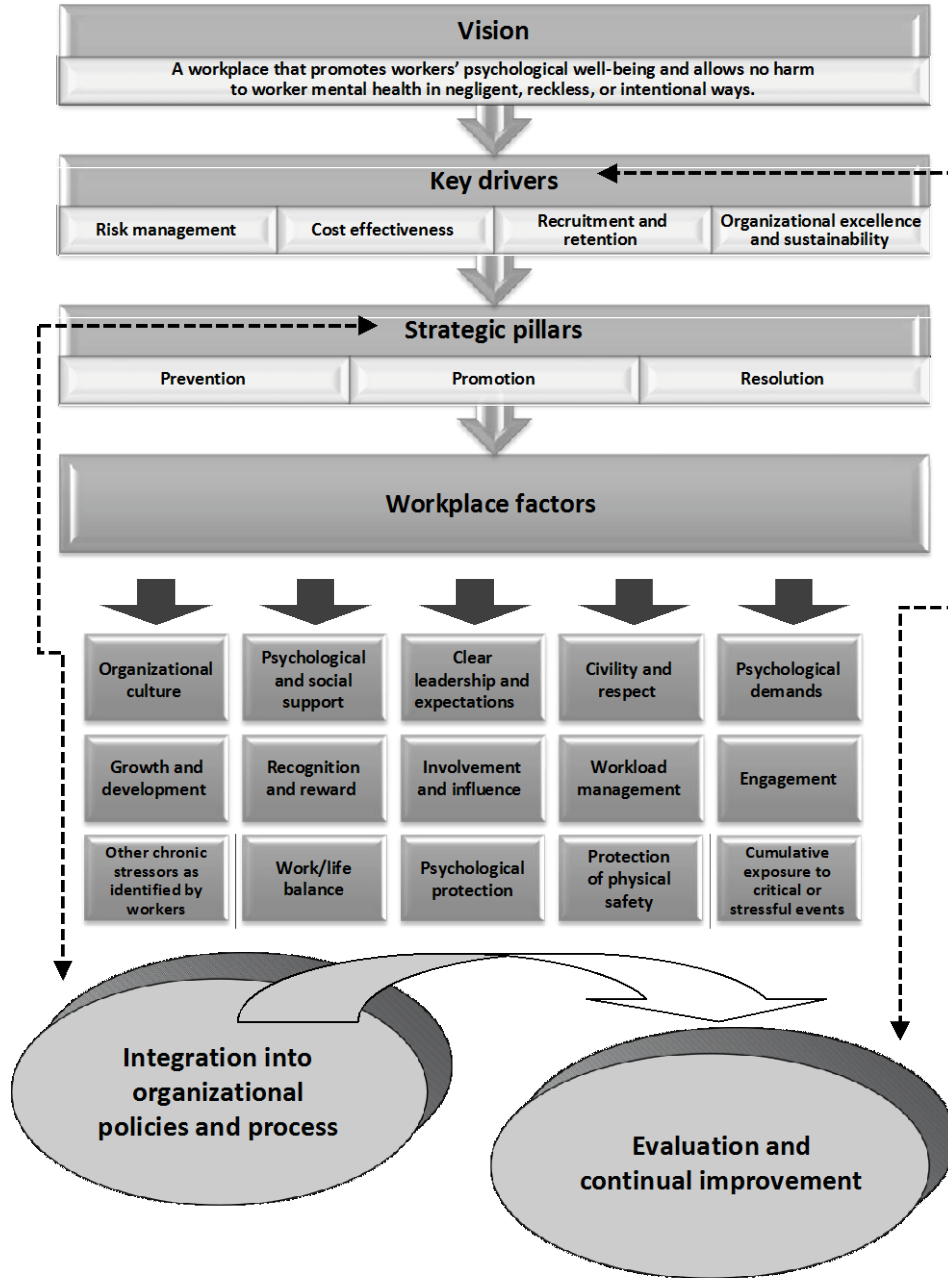 Vision
A workplace that promotes workers’ psychological well-being and allows no harm
to worker mental health in negligent, reckless, or intentional ways.
Key drivers
Risk management
Cost effectiveness
Recruitment and
retention
Organizational excellence
and sustainability
Strategic pillars
Prevention
Promotion
Resolution
Workplace factors
Organizational
culture
Psychological
and social
support
Clear
leadership and
expectations
Civility and
respect
Psychological
demands
Growth and
development
Recognition
and reward
Involvement
and influence
Workload
management
Engagement
Other chronic
stressors as
identified by
workers
Work/life
balance
Psychological
protection
Protection
of physical
safety
Cumulative
exposure to
critical or
stressful events
Integration into
organizational
policies and process
Evaluation and
continual improvement